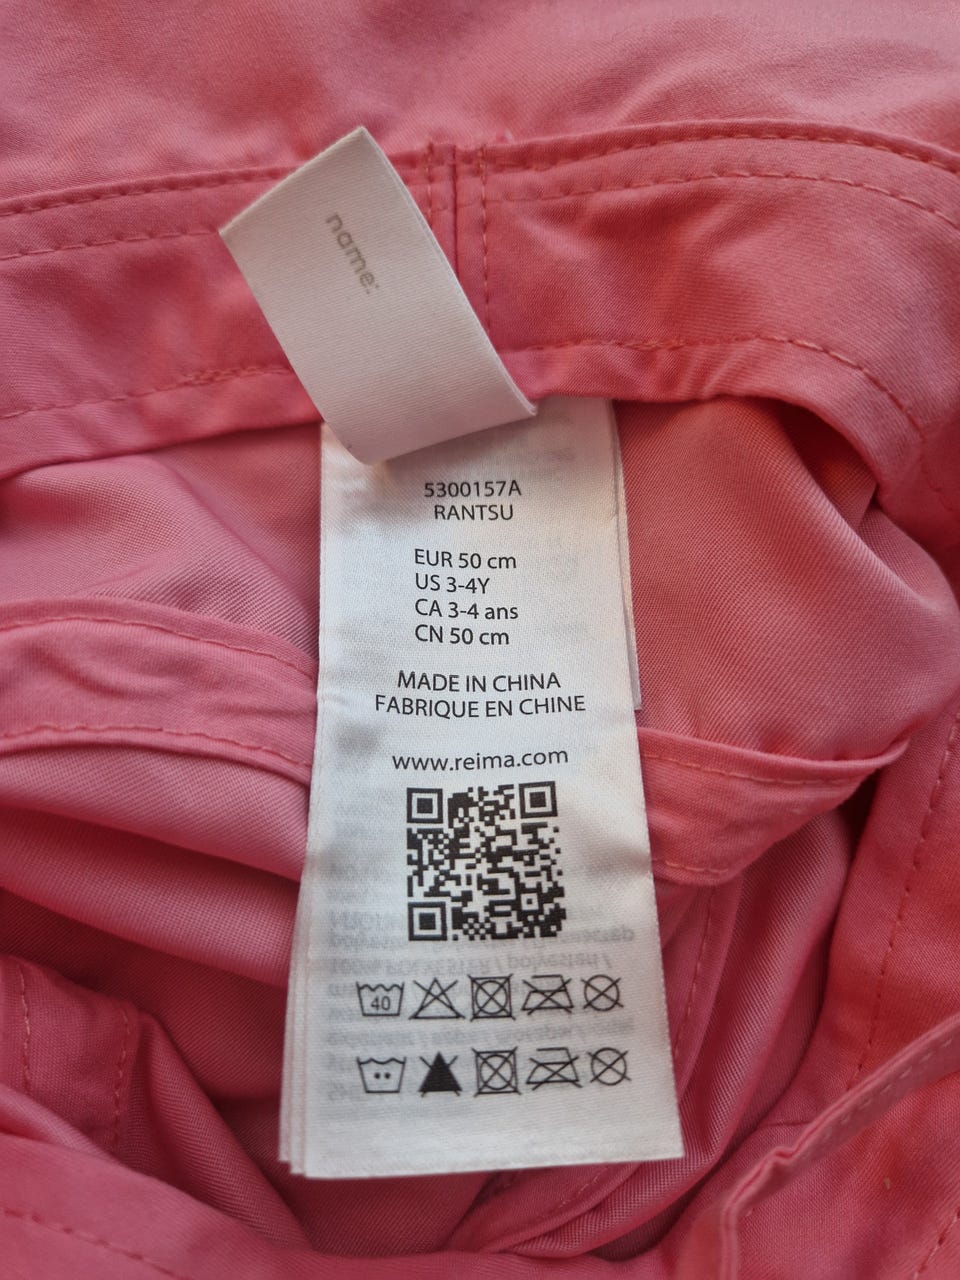 name:
5300157A
RANTSU
EUR 50 cm
US 3-4Y
CA 3-4 ans
CN 50 cm
MADE IN CHINA
FABRIQUE EN CHINE
www.reima.com
40